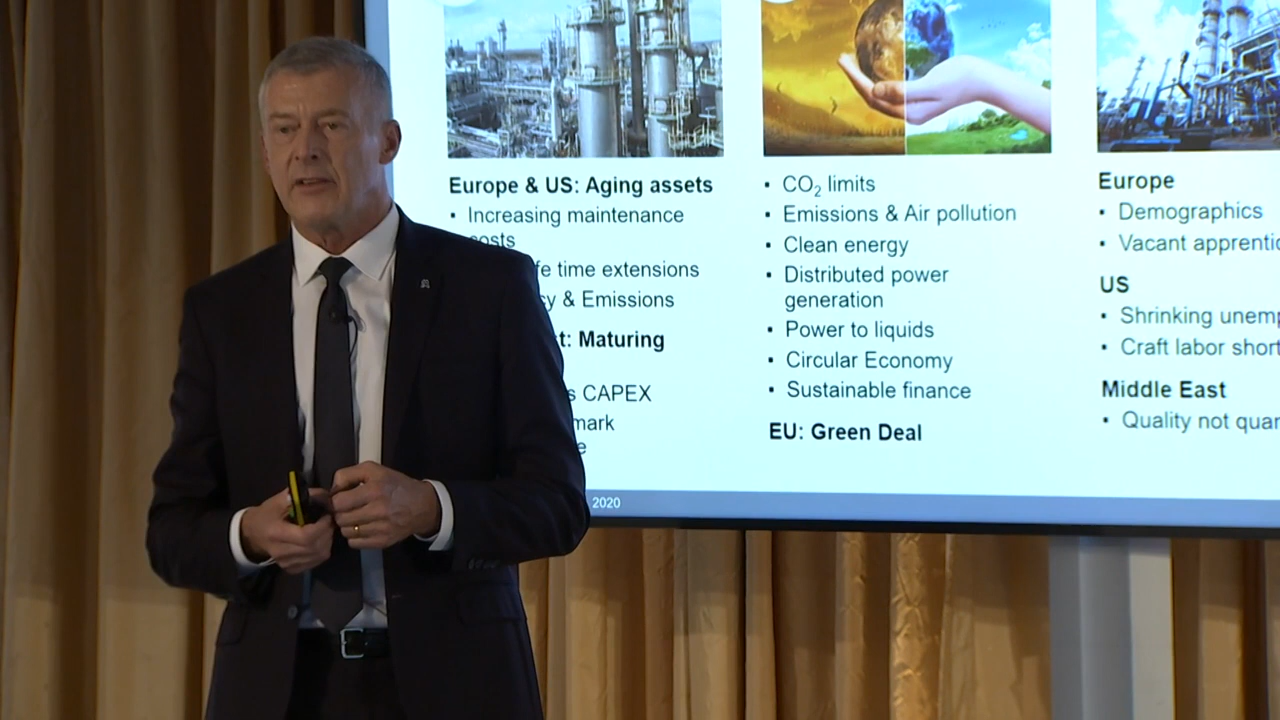 Europe & US: Aging assets
• Increasing maintenance
costs
fe time extensions
cy & Emissions
t: Maturing
s CAPEX
mark
e
• CO₂ limits
• Emissions & Air pollution
• Clean energy
• Distributed power
generation
• Power to liquids
• Circular Economy
• Sustainable finance
EU: Green Deal
Europe
• Demographics
• Vacant apprentic
US
• Shrinking unemp
• Craft labor short
Middle East
• Quality not quan
2020